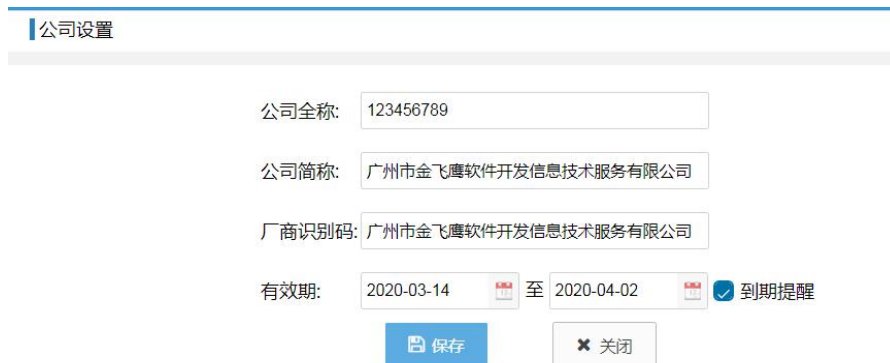 公司设置
公司全称: 123456789
公司简称: 广州市金飞鹰软件开发信息技术服务有限公司
厂商识别码: 广州市金飞鹰软件开发信息技术服务有限公司
有效期: 2020-03-14 至 2020-04-02 到期提醒
保存 关闭